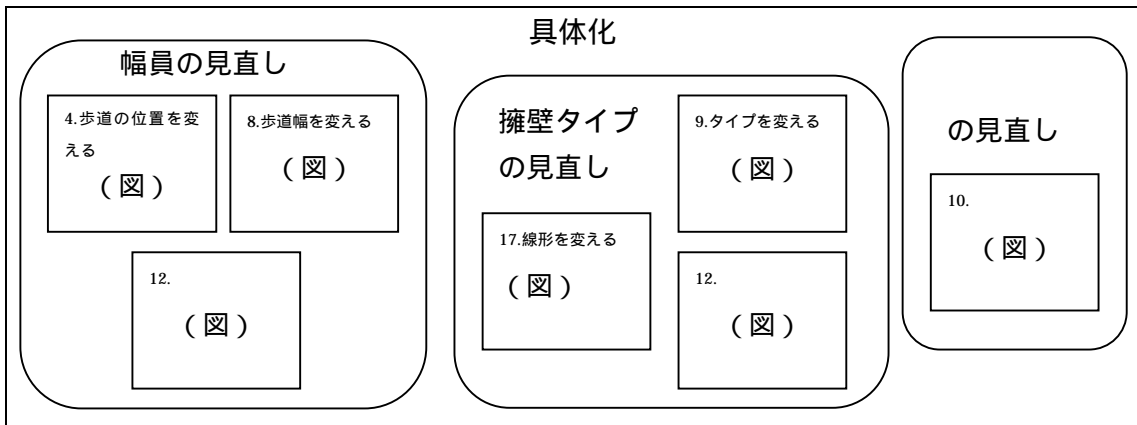 具体化
幅員の見直し
4.歩道の位置を変
える
(図)
8.歩道幅を変える
(図)
12.
(図)
擁壁タイプ
の見直し
9.タイプを変える
(図)
17.線形を変える
(図)
12.
(図)
の見直し
10.
(図)